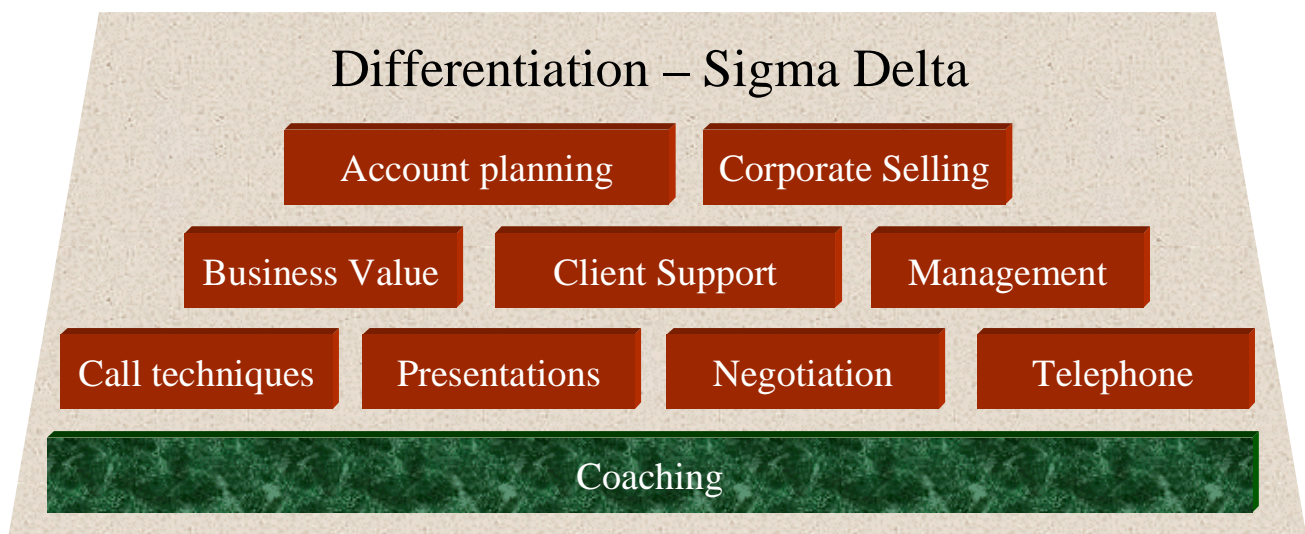 Differentiation – Sigma Delta
Account planning
Corporate Selling
Business Value
Client Support
Management
Call techniques
Presentations
Negotiation
Telephone
Coaching